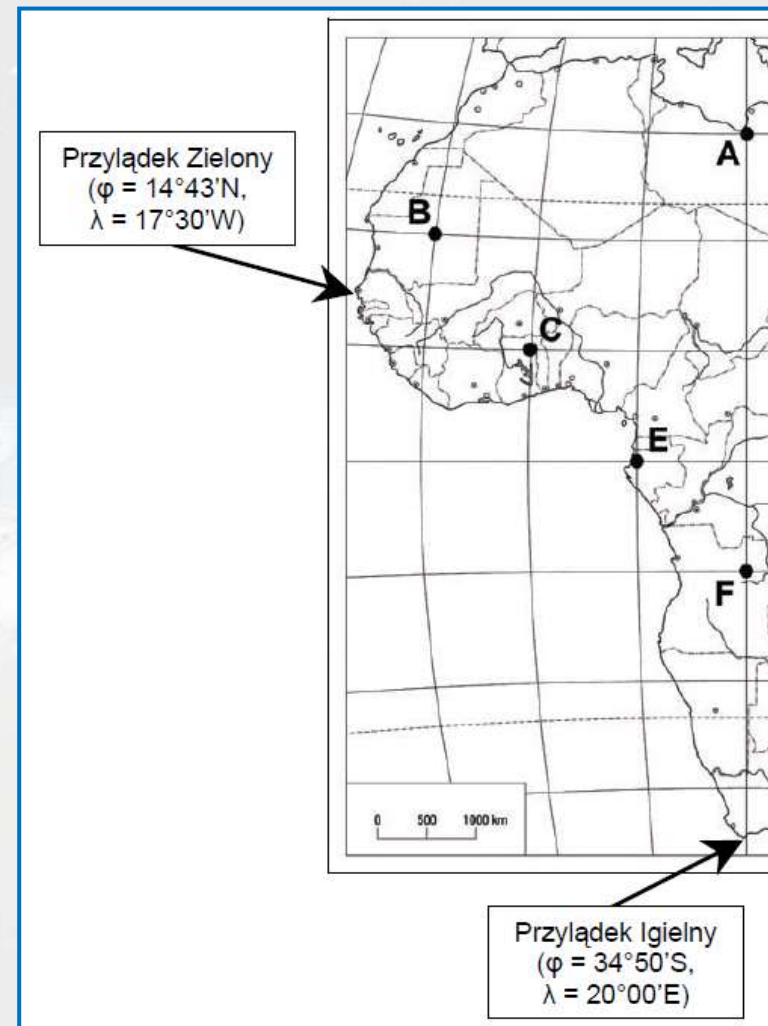 Przylądek Zielony
(φ = 14°43'N,
λ = 17°30'W)
A
B
C
E
F
0 500 1000 km
Przylądek Igielny
(φ = 34°50'S,
λ = 20°00'E)